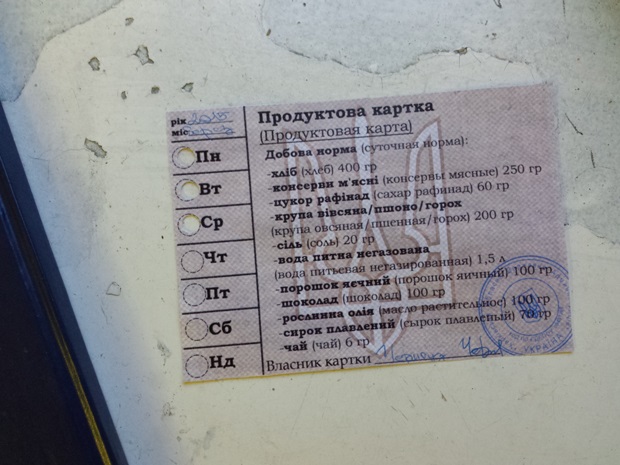 рік 2015
міс
Пн
Вт
Ср
Чт
Пт
Сб
Нд
Продуктова картка
(Продуктовая карта)
Добова норма (суточная норма):
-хліб (хлеб) 400 гр
-консерви м'ясні (консервы мясные) 250 гр
-цукор рафінад (сахар рафинад) 60 гр
-крупа вівсяна/пшоно/горох
(крупа овсяная/пшенная/горох) 200 гр
-сіль (соль) 20 гр
-вода питна негазована
(вода питьевая негазированная) 1,5 л
-порошок яєчний (порошок яичный) 100 гр
-шоколад (шоколад) 100 гр
-рослинна олія (масло растительное) 100 гр
-сирок плавлений (сырок плавлевый) 70 гр
-чай (чай) 6 гр
Власник картки